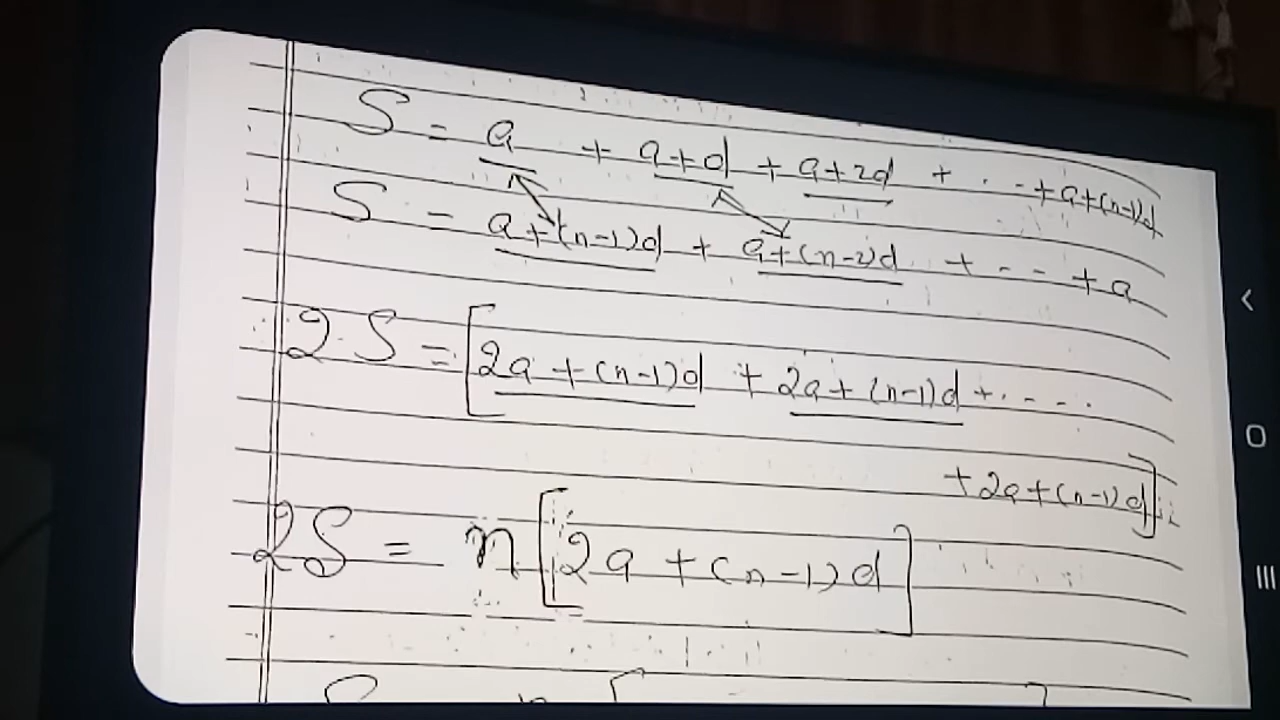 S = a + a+d + a+2d + ... + a+(n-1)d
S = a+(n-1)d + a+(n-2)d + ... + a
2S = [2a+(n-1)d + 2a+(n-1)d + ....
+2a+(n-1)d]
2S = n[2a+(n-1)d]